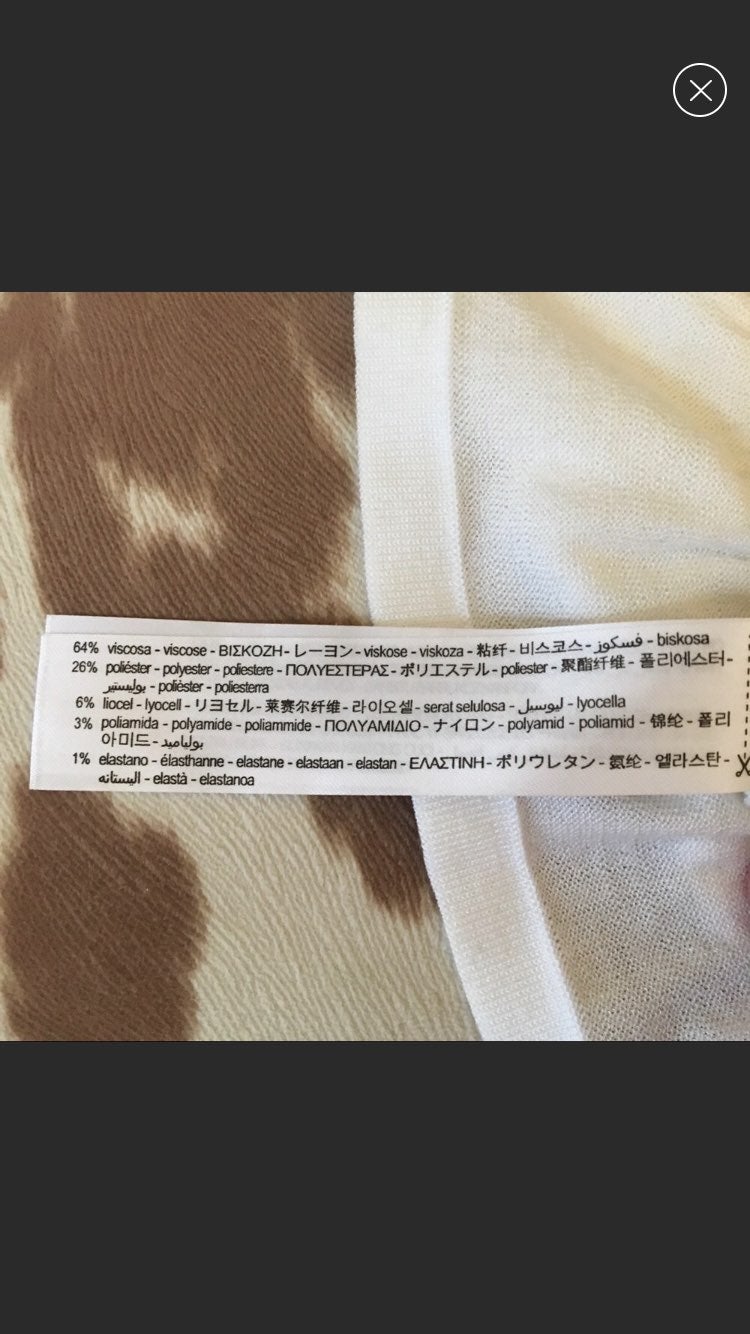 64% viscosa - viscose - ΒΙΣΚΟΖΗ - レーヨン - viskose - viskoza - 粘纤 - 비스코스 - فسكوز - biskosa
26% poliéster - polyester - poliestere - ΠΟΛΥΕΣΤΕΡΑΣ - ポリエステル - poliester - 聚酯纤维 - 폴리에스터 -
بوليستير - polièster - poliesterra
6% liocel - lyocell - リヨセル - 莱赛尔纤维 - 라이오셀 - serat selulosa - ليوسيل - lyocella
3% poliamida - polyamide - poliammide - ΠΟΛΥΑΜΙΔΙΟ - ナイロン - polyamid - poliamid - 锦纶 - 폴리
아미드 - بولياميد
1% elastano - élasthanne - elastane - elastaan - elastan - ΕΛΑΣΤΙΝΗ - ポリウレタン - 氨纶 - 엘라스탄 -
اليستانه - elastà - elastanoa